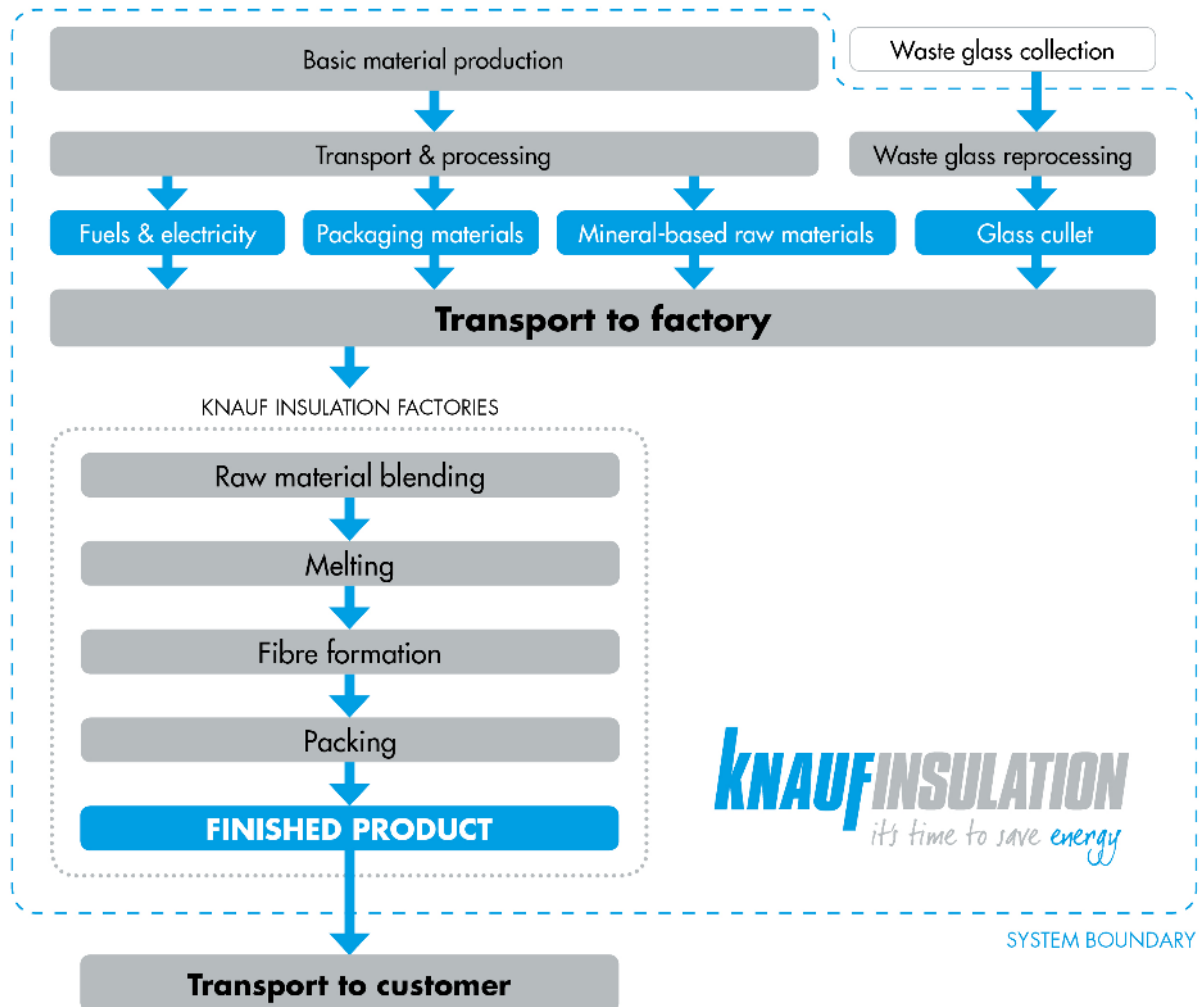 Basic material production
Waste glass collection
Transport & processing
Waste glass reprocessing
Fuels & electricity
Packaging materials
Mineral-based raw materials
Glass cullet
Transport to factory
KNAUF INSULATION FACTORIES
Raw material blending
Melting
Fibre formation
Packing
FINISHED PRODUCT
KNAUFINSULATION
it's time to save energy
SYSTEM BOUNDARY
Transport to customer